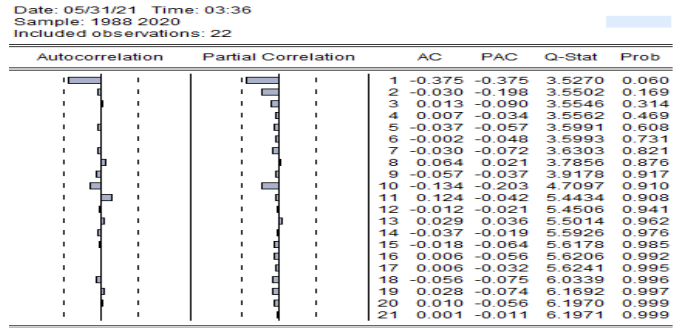 Date: 05/31/21 Time: 03:36
Sample: 1988 2020
Included observations: 22
Autocorrelation Partial Correlation AC PAC Q-Stat Prob
1 -0.375 -0.375 3.5270 0.060
2 -0.030 -0.198 3.5502 0.169
3 0.013 -0.090 3.5546 0.314
4 0.007 -0.034 3.5562 0.469
5 -0.037 -0.057 3.5991 0.608
6 -0.002 -0.048 3.5993 0.731
7 -0.030 -0.072 3.6303 0.821
8 0.064 0.021 3.7856 0.876
9 -0.057 -0.037 3.9178 0.917
10 -0.134 -0.203 4.7097 0.910
11 0.124 -0.042 5.4434 0.908
12 -0.012 -0.021 5.4506 0.941
13 0.029 0.036 5.5014 0.962
14 -0.037 -0.019 5.5926 0.976
15 -0.018 -0.064 5.6178 0.985
16 0.006 -0.056 5.6206 0.992
17 0.006 -0.032 5.6241 0.995
18 -0.056 -0.075 6.0339 0.996
19 0.028 -0.074 6.1692 0.997
20 0.010 -0.056 6.1970 0.999
21 0.001 -0.011 6.1971 0.999